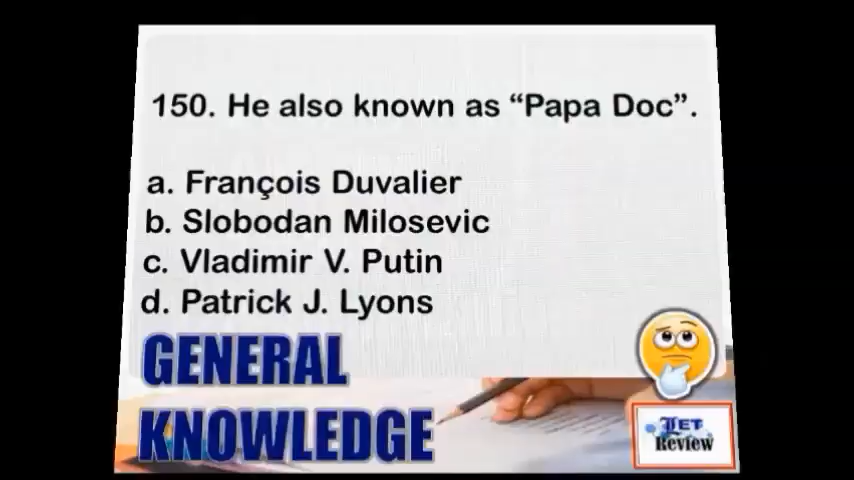 150. He also known as “Papa Doc”.
a. François Duvalier
b. Slobodan Milosevic
c. Vladimir V. Putin
d. Patrick J. Lyons
GENERAL
KNOWLEDGE
LET
Review